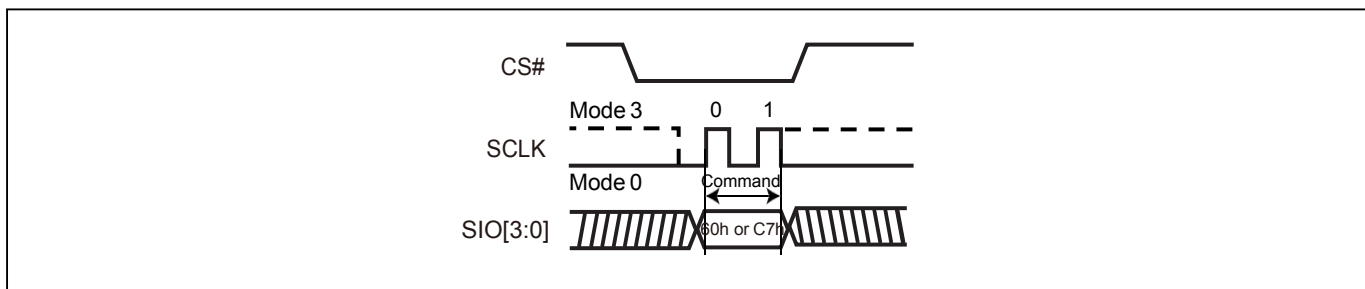 CS#
Mode 3 0 1
SCLK
Mode 0 Command
SIO[3:0] 60h or C7h